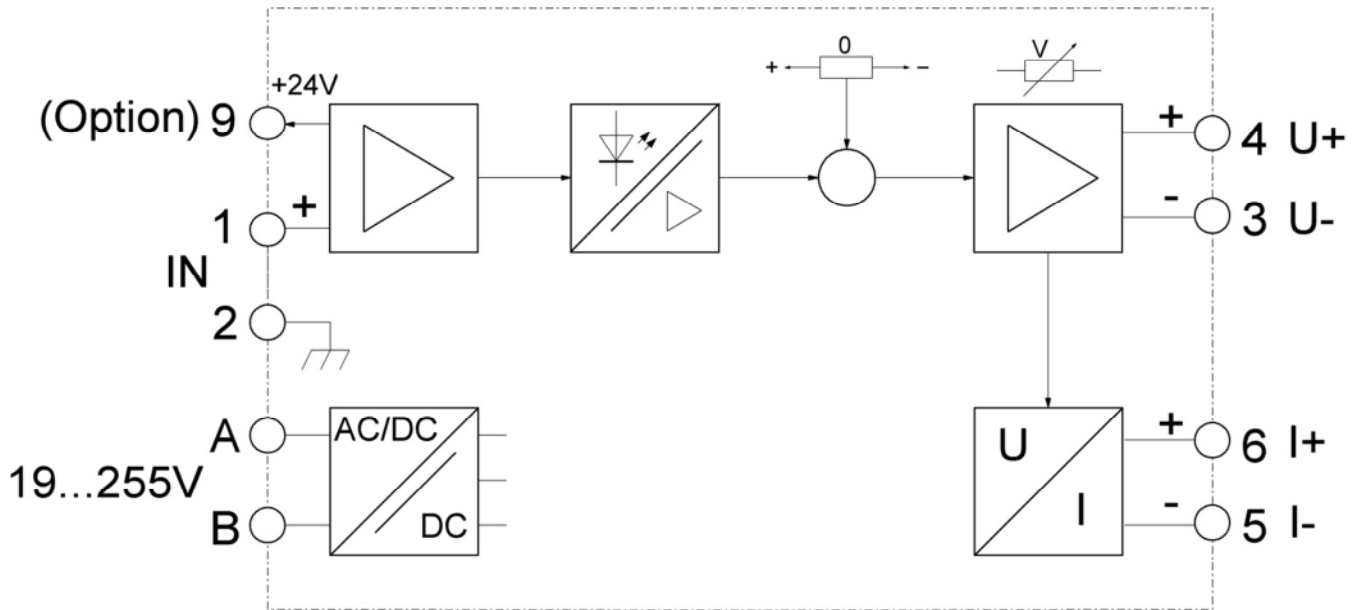 0
V
+
-
+24V
(Option) 9
+
4 U+
1
+
-
3 U-
IN
2
A
AC/DC
U
+
6 I+
19...255V
B
DC
I
-
5 I-